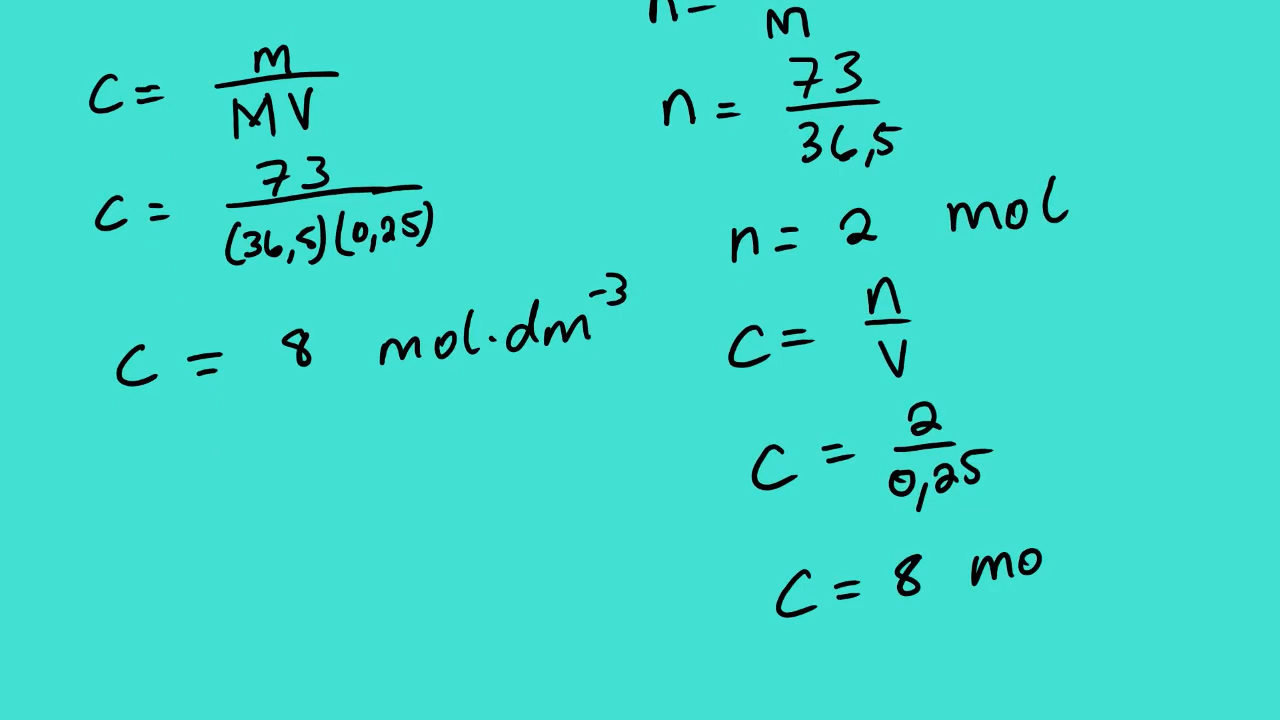 c = m / MV
c = 73 / (36,5)(0,25)
c = 8 mol·dm⁻³
n = / M
n = 73 / 36,5
n = 2 mol
c = n / V
c = 2 / 0,25
c = 8 mo